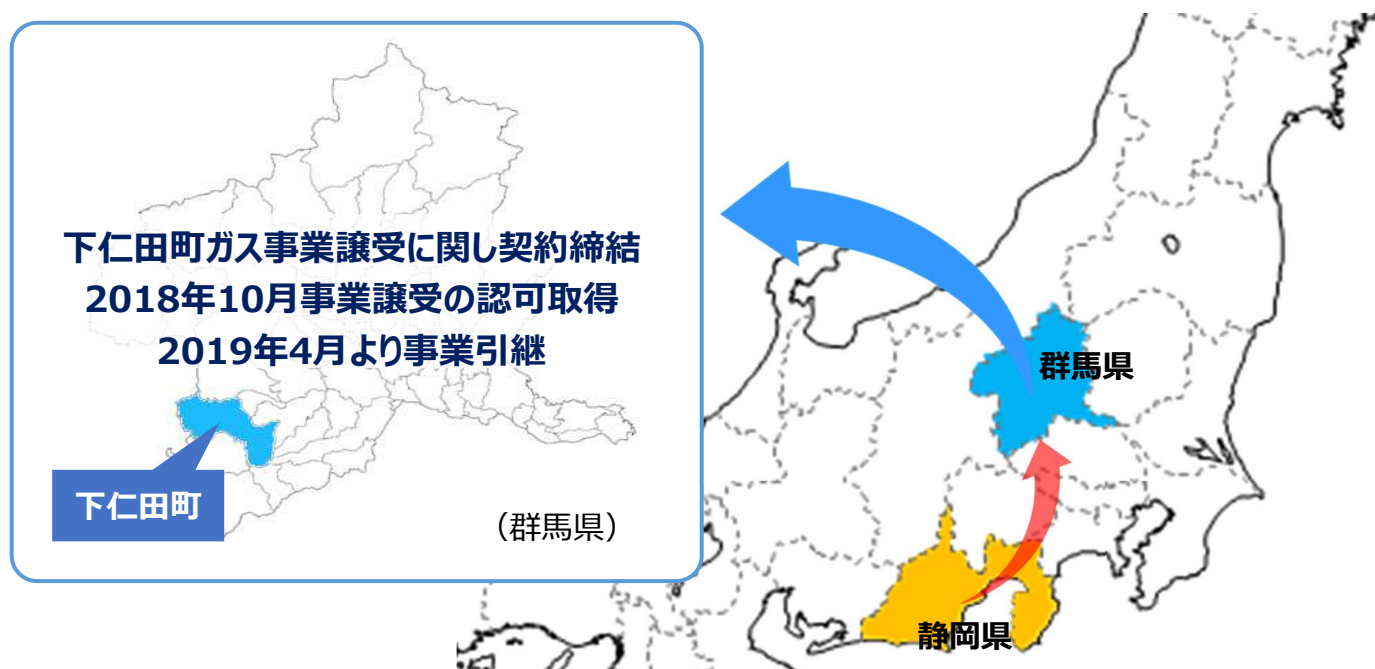 下仁田町ガス事業譲受に関し契約締結
2018年10月事業譲受の認可取得
2019年4月より事業引継
下仁田町
（群馬県）
群馬県
静岡県